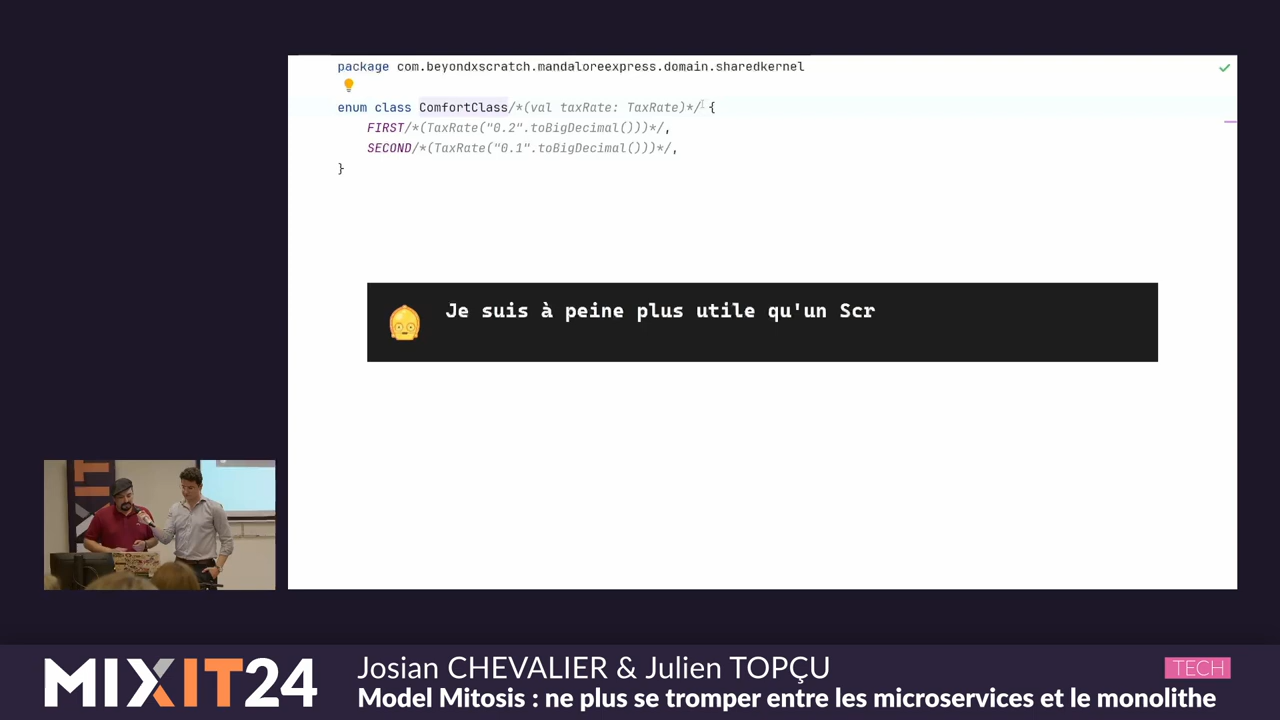 package com.beyondxscratch.mandaloreexpress.domain.sharedkernel
enum class ComfortClass/*(val taxRate: TaxRate)*/ {
FIRST/*(TaxRate("0.2".toBigDecimal()))*/,
SECOND/*(TaxRate("0.1".toBigDecimal()))*/,
}
Je suis à peine plus utile qu'un Scr
XIT
MIXIT24
Josian CHEVALIER & Julien TOPÇU
TECH
Model Mitosis : ne plus se tromper entre les microservices et le monolithe